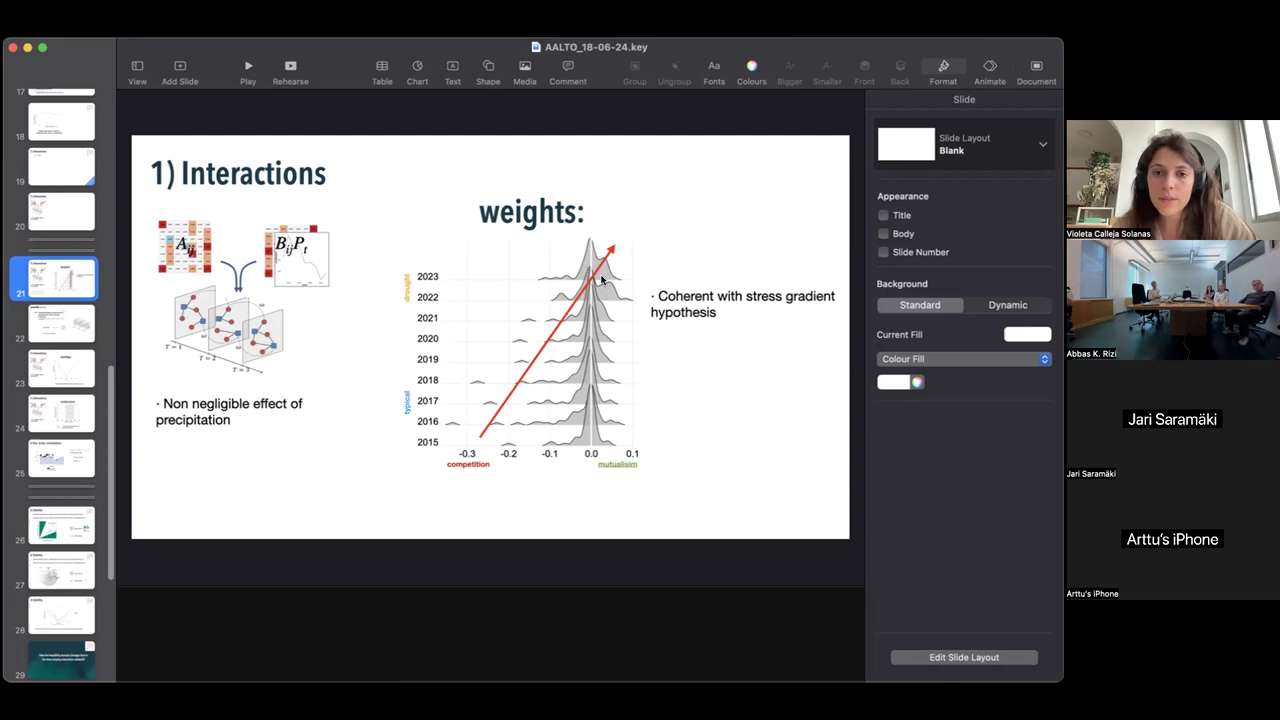 AALTO_18-06-24.key
View
Add Slide
Play
Rehearse
Table
Chart
Text
Shape
Media
Comment
Group
Ungroup
Fonts
Colours
Bigger
Smaller
Front
Back
Format
Animate
Document
17
18
19
20
21
22
23
24
25
26
27
28
29
1) Interactions
weights:
A_ij
B_ij P_t
T = 1
T = 2
T = 3
· Non negligible effect of
precipitation
drought
typical
2023
2022
2021
2020
2019
2018
2017
2016
2015
-0.3 -0.2 -0.1 0.0 0.1
competition
mutualisim
· Coherent with stress gradient
hypothesis
Slide
Slide Layout
Blank
Appearance
Title
Body
Slide Number
Background
Standard
Dynamic
Current Fill
Colour Fill
Edit Slide Layout
Violeta Calleja Solanas
Abbas K. Rizi
Jari Saramäki
Jari Saramäki
Arttu's iPhone
Arttu's iPhone